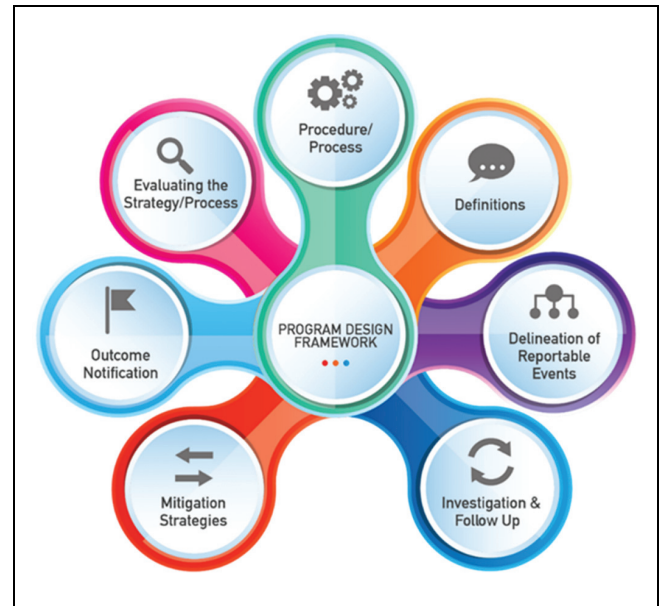 Procedure/
Process
Definitions
Delineation of
Reportable
Events
Investigation &
Follow Up
Mitigation
Strategies
Outcome
Notification
Evaluating the
Strategy/Process
PROGRAM DESIGN
FRAMEWORK